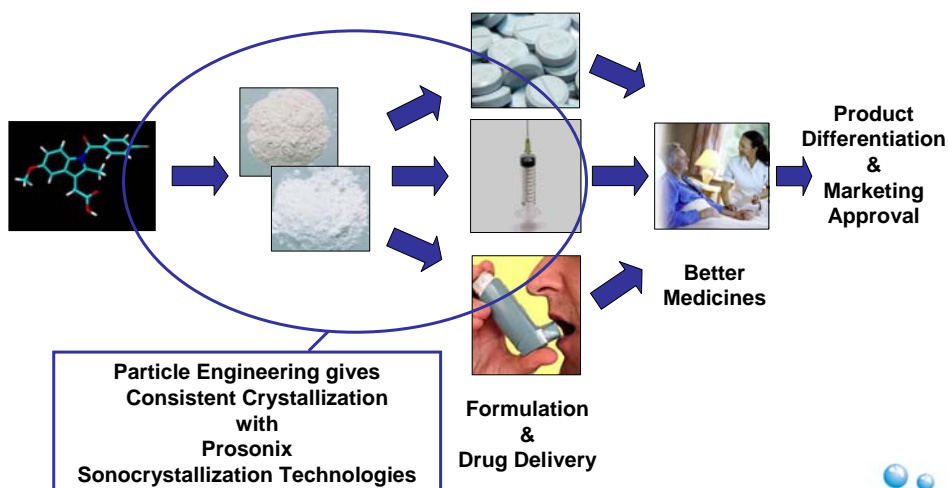 Product
Differentiation
&
Marketing
Approval
Better
Medicines
Particle Engineering gives
Consistent Crystallization
with
Prosonix
Sonocrystallization Technologies
Formulation
&
Drug Delivery